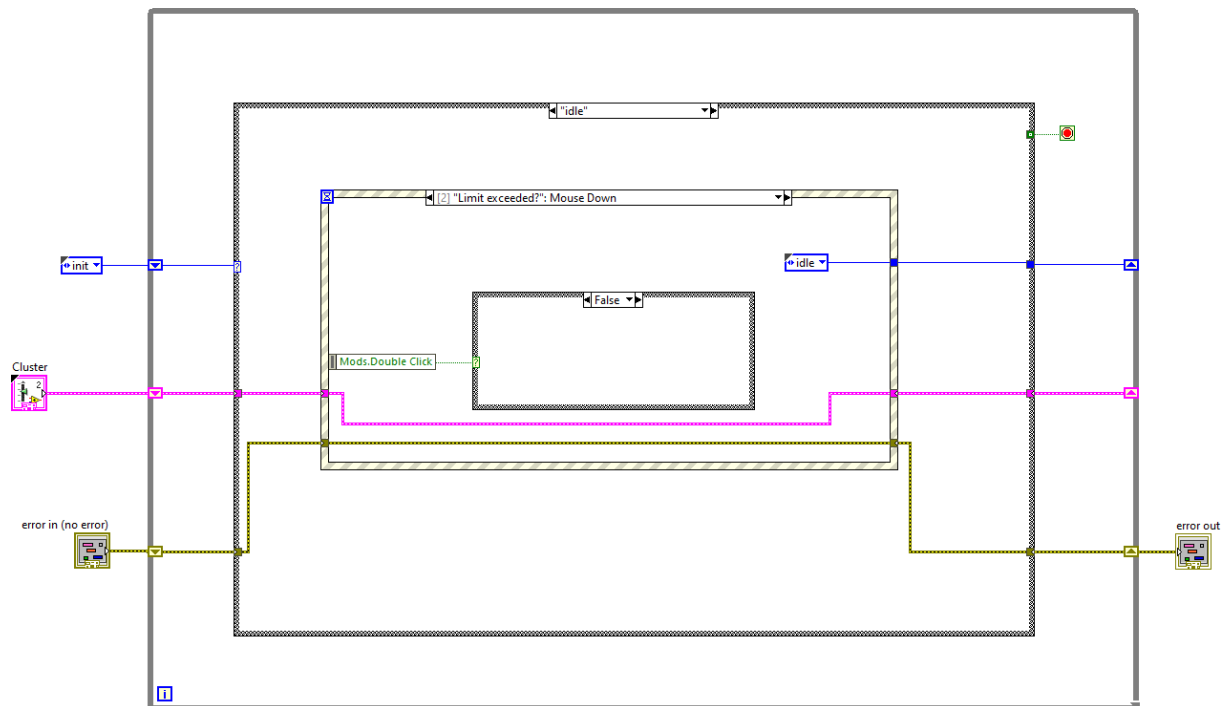 "idle"
[2] "Limit exceeded?": Mouse Down
init
idle
False
?
Mods.Double Click
?
Cluster
2
error in (no error)
error out
i